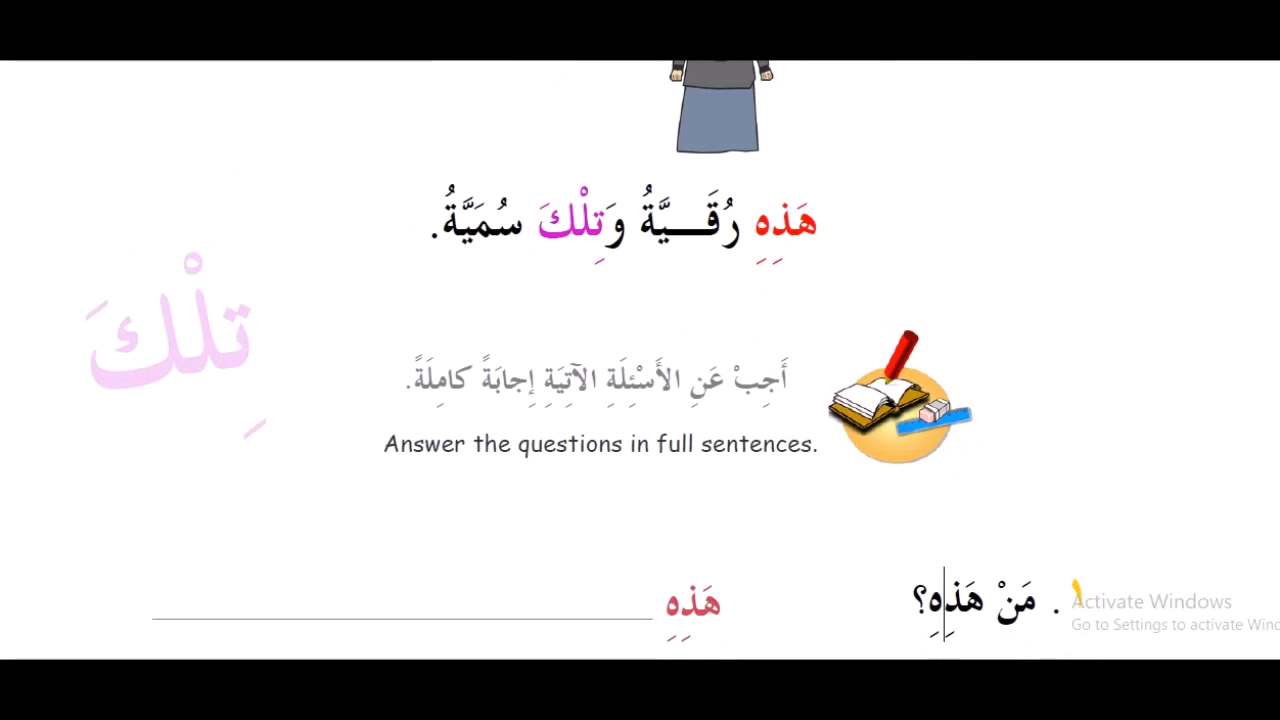 هَذِهِ رُقَـــيَّةُ وَتِلْكَ سُمَيَّةُ.
تِلْكَ
أَجِبْ عَنِ الأَسْئِلَةِ الآتِيَةِ إِجابَةً كامِلَةً.
Answer the questions in full sentences.
١ . مَنْ هَذِهِ؟ هَذِهِ
Activate Windows
Go to Settings to activate Winc